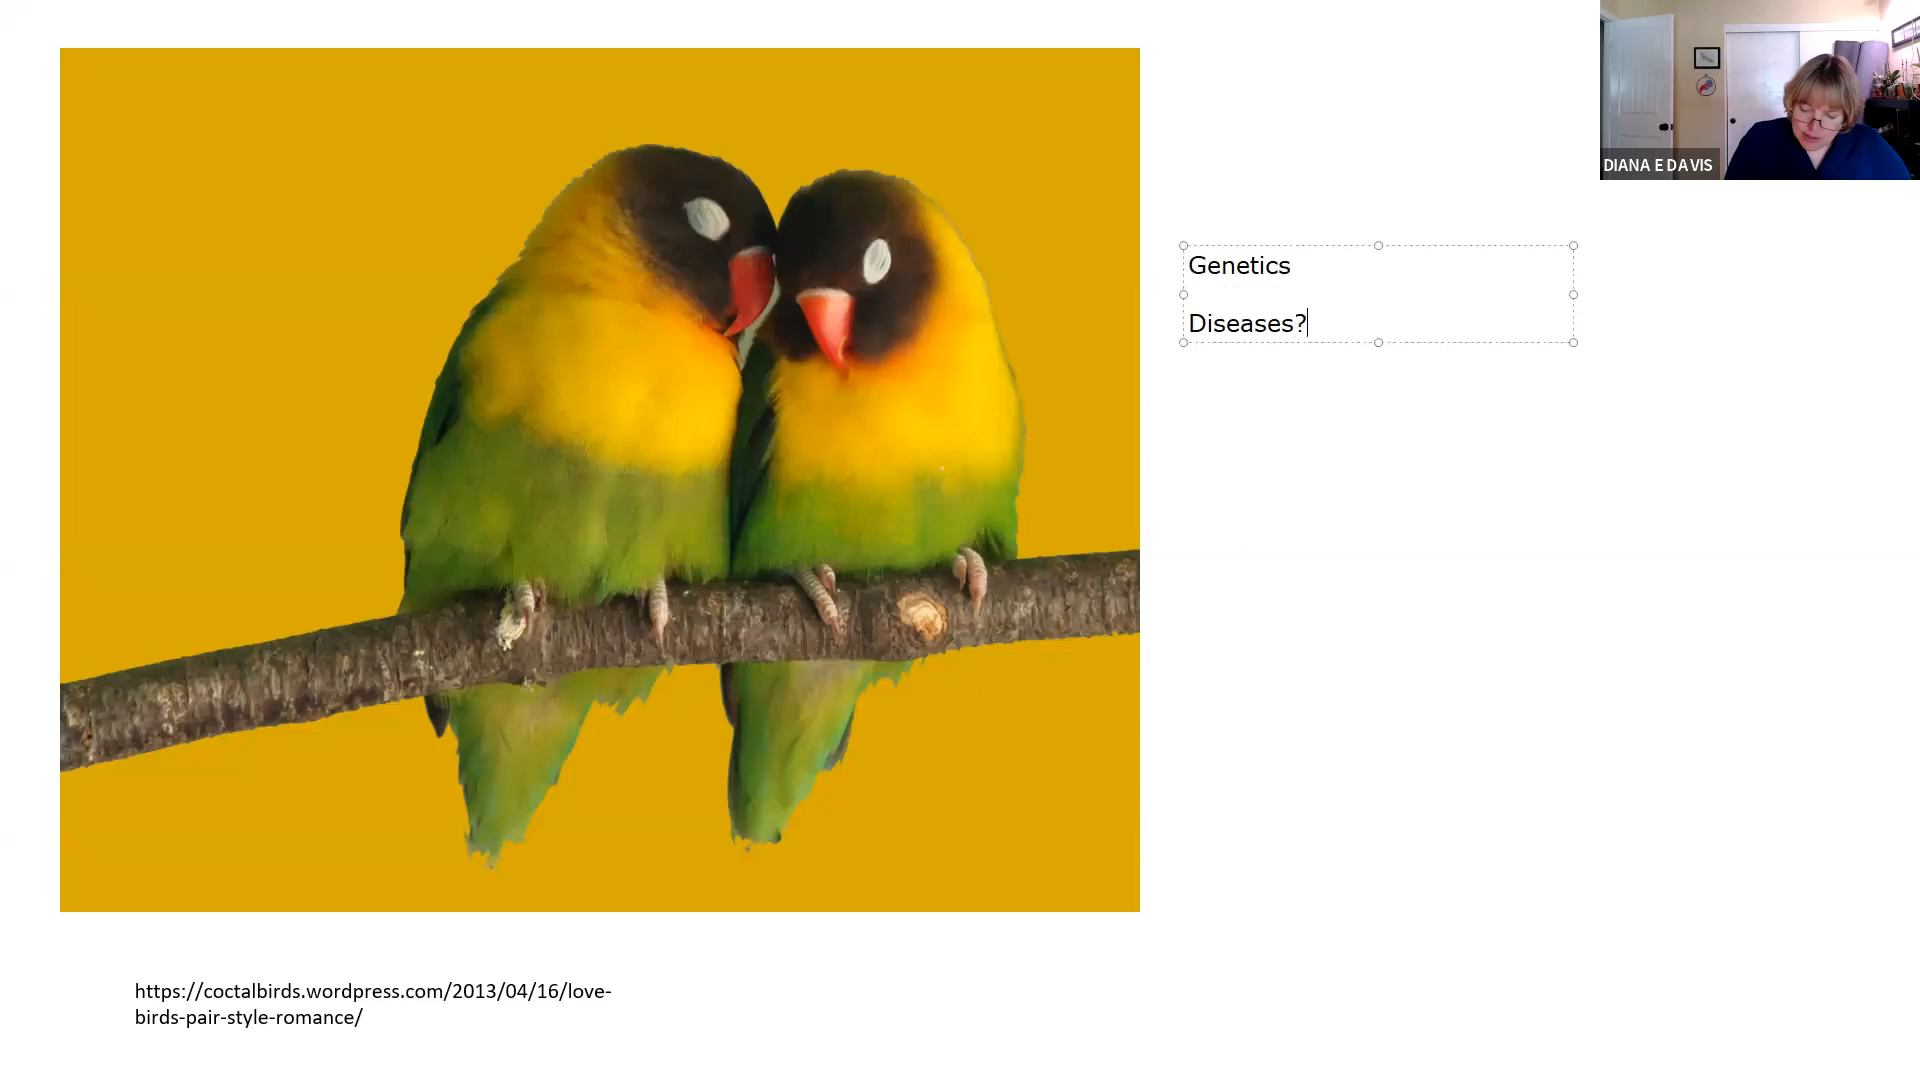 DIANA E DAVIS
Genetics
Diseases?
https://coctalbirds.wordpress.com/2013/04/16/love-
birds-pair-style-romance/